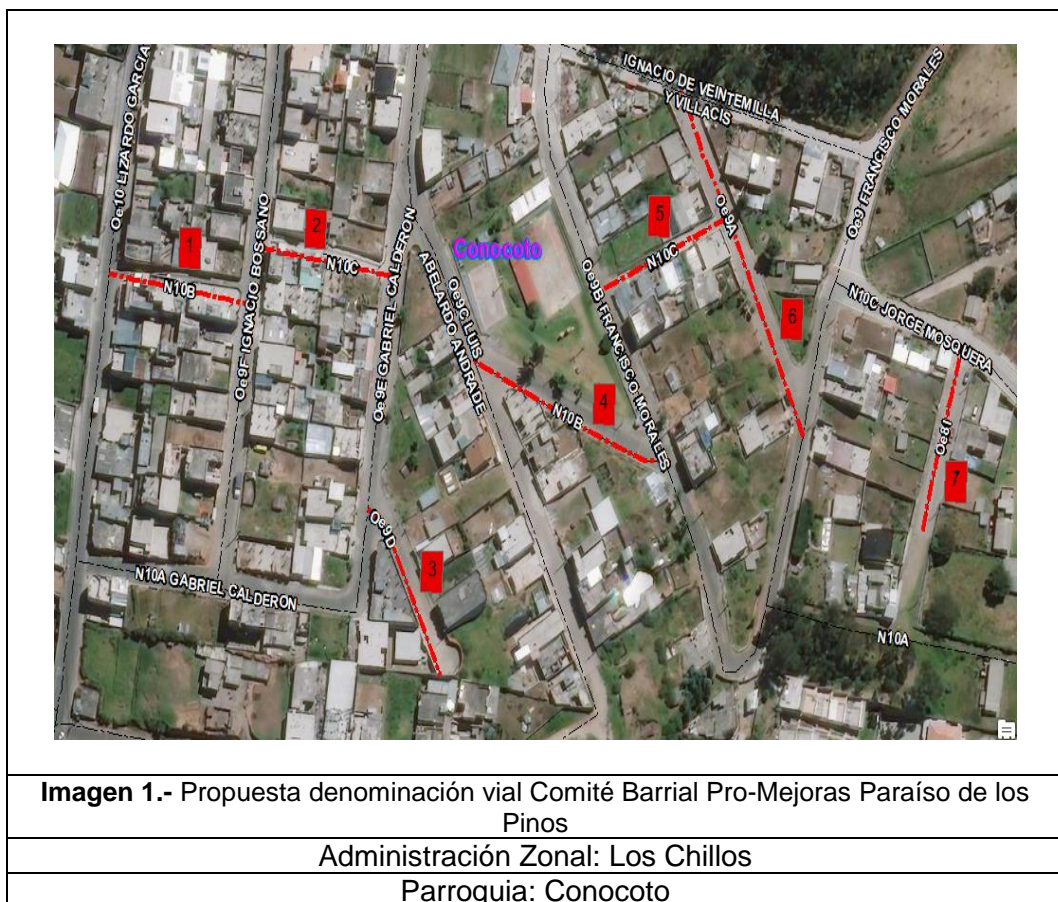 IGNACIO DE VEINTEMILLA
Y VILLACIS
Oe10 LIZARDO GARCIA
Oe9F IGNACIO BOSSANO
Oe9E GABRIEL CALDERON
Oe9 FRANCISCO MORALES
1
2
5
Conocoto
N10B
N10C
N10C
Oe9A
6
N10C JORGE MOSQUERA
Oe9C LUIS
ABELARDO ANDRADE
Oe9B FRANCISCO MORALES
4
N10B
7
Oe9D
3
N10A GABRIEL CALDERON
N10A
Imagen 1.- Propuesta denominación vial Comité Barrial Pro-Mejoras Paraíso de los
Pinos
Administración Zonal: Los Chillos
Parroquia: Conocoto